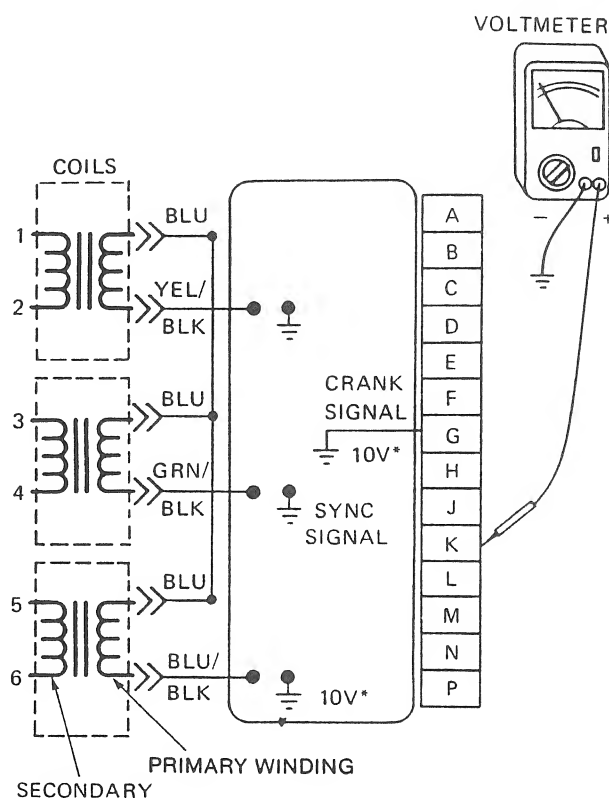 VOLTMETER
COILS
1
BLU
2
YEL/
BLK
3
BLU
4
GRN/
BLK
5
BLU
6
BLU/
BLK
CRANK
SIGNAL
10V*
SYNC
SIGNAL
10V*
A
B
C
D
E
F
G
H
J
K
L
M
N
P
−
+
PRIMARY WINDING
SECONDARY